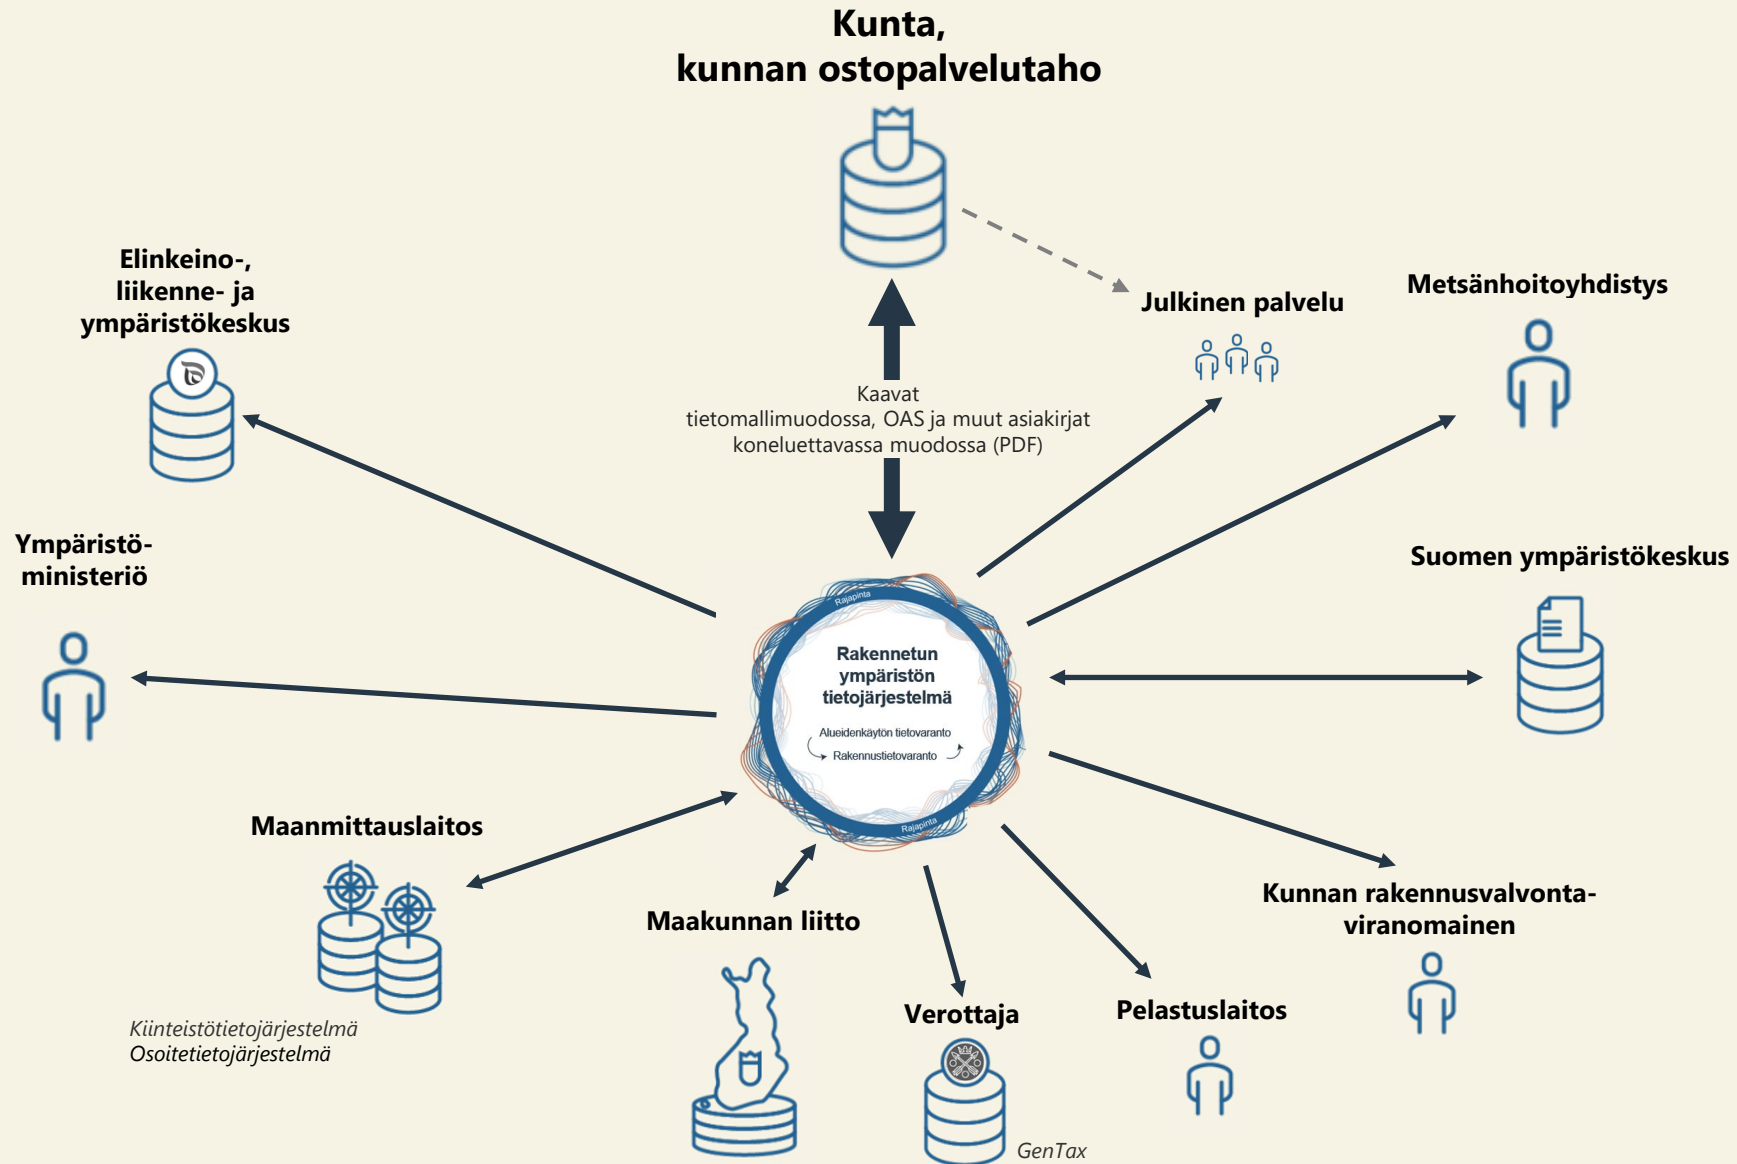 Kunta,
kunnan ostopalvelutaho
Elinkeino-,
liikenne- ja
ympäristökeskus
Julkinen palvelu
Metsänhoitoyhdistys
Kaavat
tietomallimuodossa, OAS ja muut asiakirjat
koneluettavassa muodossa (PDF)
Ympäristö-
ministeriö
Suomen ympäristökeskus
Rajapinta
Rakennetun
ympäristön
tietojärjestelmä
Alueidenkäytön tietovaranto
Rakennustietovaranto
Rajapinta
Maanmittauslaitos
Kiinteistötietojärjestelmä
Osoitetietojärjestelmä
Maakunnan liitto
Verottaja
GenTax
Pelastuslaitos
Kunnan rakennusvalvonta-
viranomainen